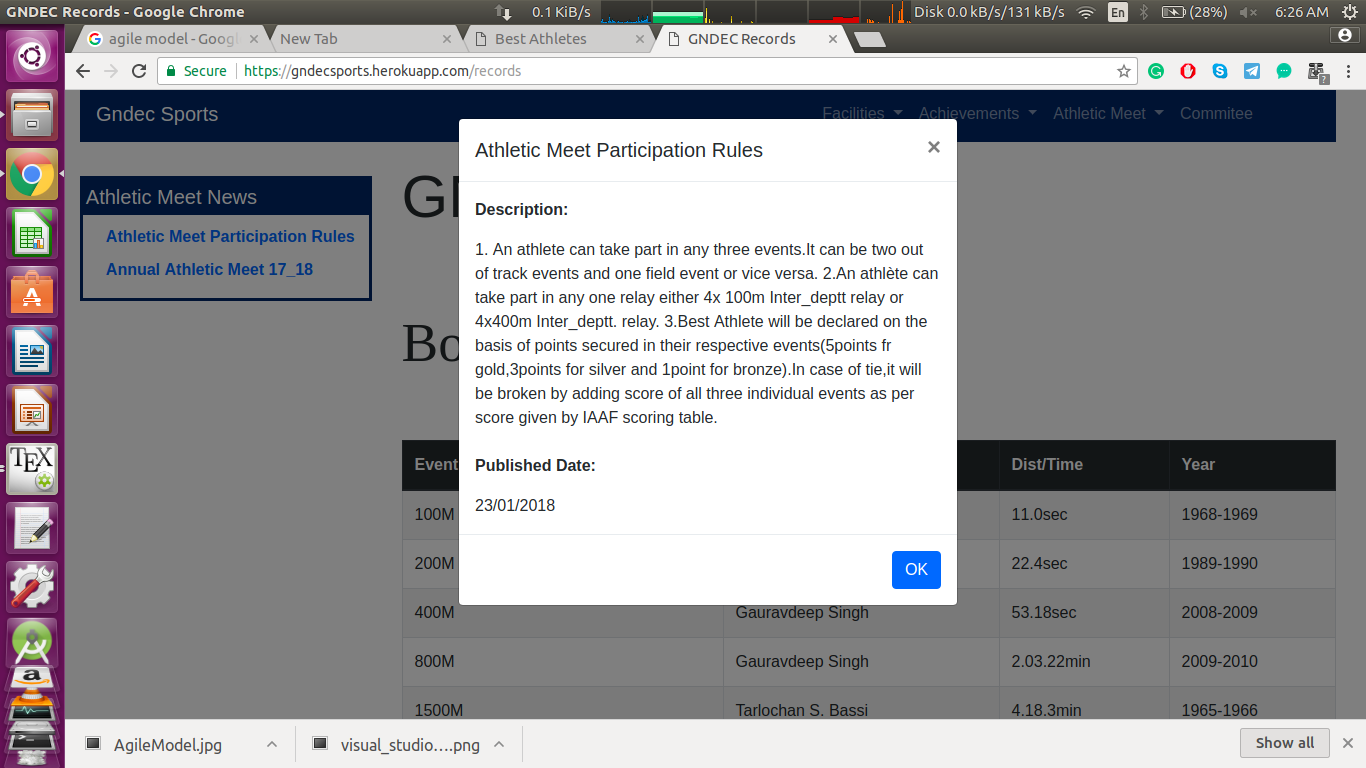 GNDEC Records - Google Chrome
0.1 KiB/s
Disk 0.0 kB/s/131 kB/s
En
(28%)
6:26 AM
agile model - Goog
New Tab
Best Athletes
GNDEC Records
Secure
https://gndecsports.herokuapp.com/records
Gndec Sports
Facilities
Achievements
Athletic Meet
Commitee
Athletic Meet News
Athletic Meet Participation Rules
Annual Athletic Meet 17_18
Athletic Meet Participation Rules
×
Description:
1. An athlete can take part in any three events.It can be two out
of track events and one field event or vice versa. 2.An athlète can
take part in any one relay either 4x 100m Inter_deptt relay or
4x400m Inter_deptt. relay. 3.Best Athlete will be declared on the
basis of points secured in their respective events(5points fr
gold,3points for silver and 1point for bronze).In case of tie,it will
be broken by adding score of all three individual events as per
score given by IAAF scoring table.
Published Date:
23/01/2018
OK
Event
Dist/Time
Year
100M
11.0sec
1968-1969
200M
22.4sec
1989-1990
400M
Gauravdeep Singh
53.18sec
2008-2009
800M
Gauravdeep Singh
2.03.22min
2009-2010
1500M
Tarlochan S. Bassi
4.18.3min
1965-1966
TEX
AgileModel.jpg
visual_studio....png
Show all